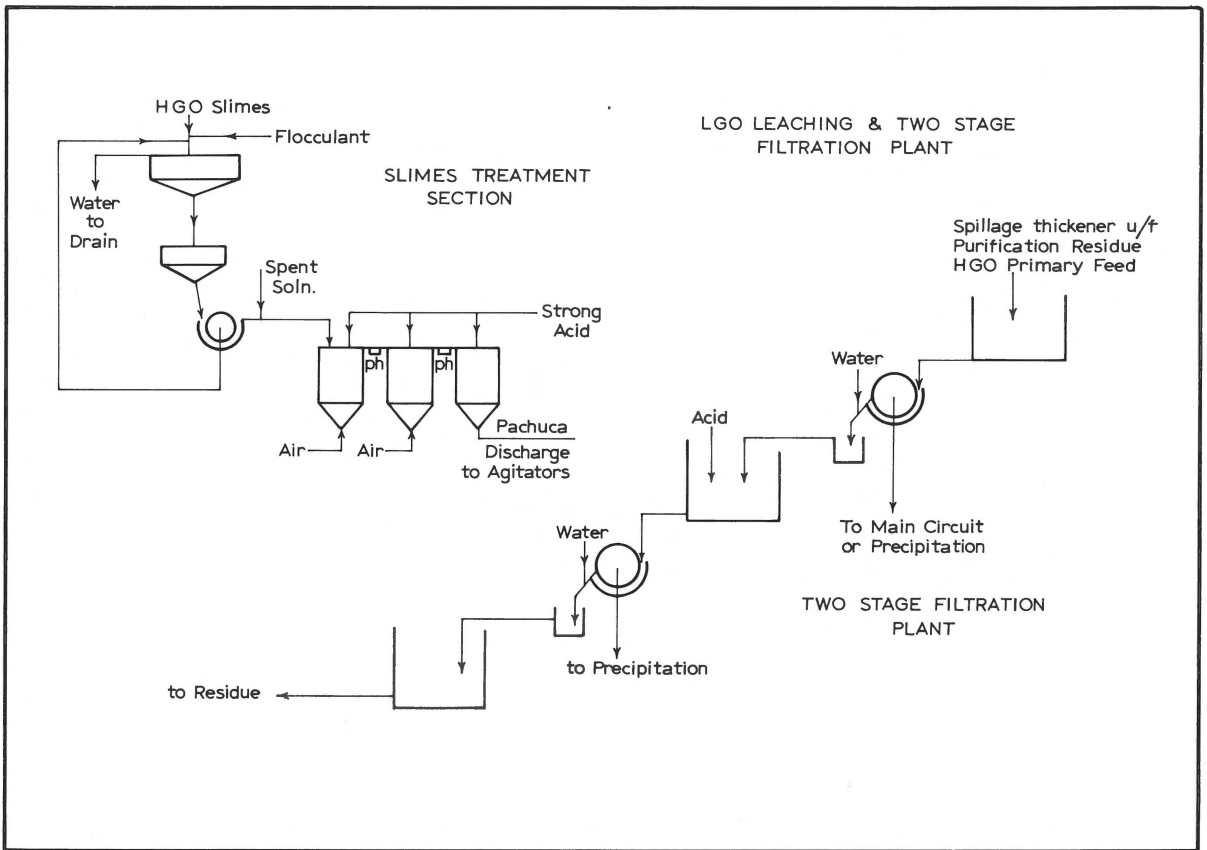 HGO Slimes
Flocculant
Water
to
Drain
SLIMES TREATMENT
SECTION
Spent
Soln.
Strong
Acid
ph
ph
Air
Air
Pachuca
Discharge
to Agitators
LGO LEACHING & TWO STAGE
FILTRATION PLANT
Spillage thickener u/f
Purification Residue
HGO Primary Feed
Water
Acid
To Main Circuit
or Precipitation
Water
TWO STAGE FILTRATION
PLANT
to Precipitation
to Residue